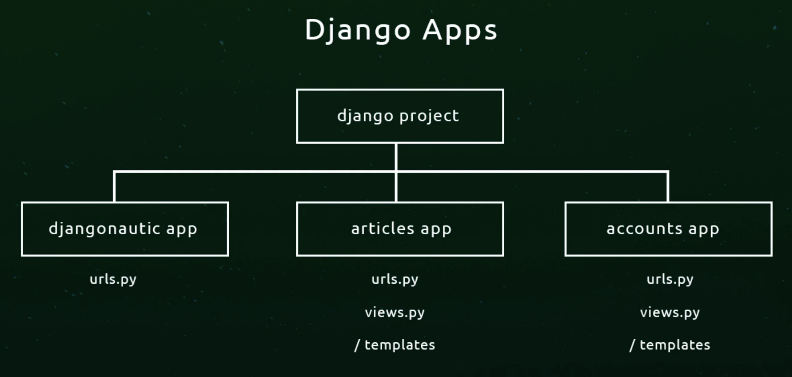 Django Apps
django project
djangonautic app
articles app
accounts app
urls.py
urls.py
urls.py
views.py
views.py
/ templates
/ templates